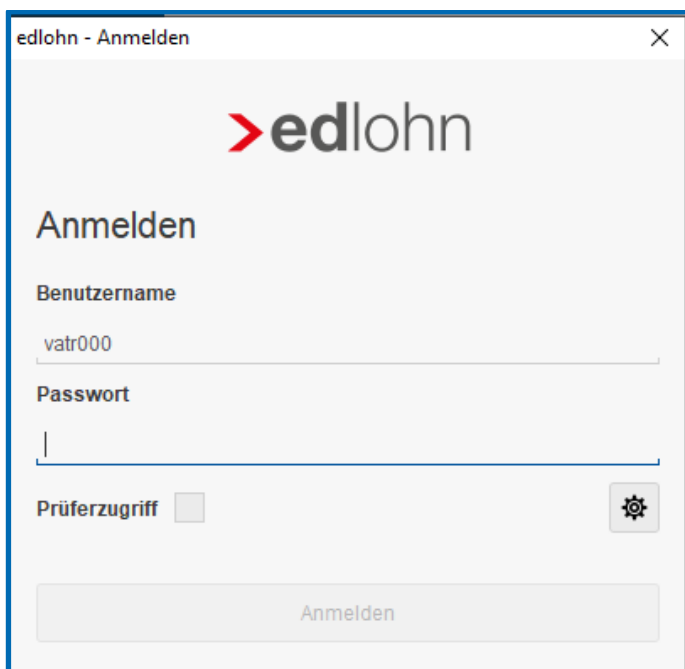 edlohn - Anmelden
edlohn
Anmelden
Benutzername
vatr000
Passwort
Prüferzugriff
Anmelden